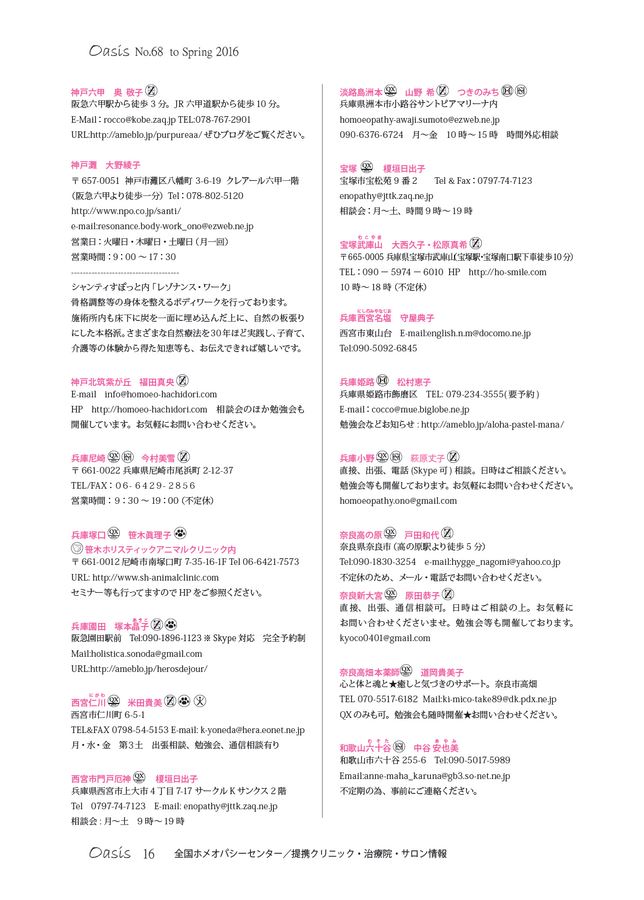 Oasis No.68 to Spring 2016
神戸六甲 奥 敬子
阪急六甲駅から徒歩 3 分。JR 六甲道駅から徒歩 10 分。
E-Mail : rocco@kobe.zaq.jp TEL:078-767-2901
URL:http://ameblo.jp/purpureaa/ ぜひブログをご覧ください。
神戸灘 大野綾子
〒 657-0051 神戸市灘区八幡町 3-6-19 クレアール六甲一階
（阪急六甲より徒歩一分） Tel : 078-802-5120
http://www.npo.co.jp/santi/
e-mail:resonance.body-work_ono@ezweb.ne.jp
営業日：火曜日・木曜日・土曜日（月一回）
営業時間：9：00 ～ 17：30
------------------------------------
シャンティすぽっと内「レゾナンス・ワーク」
骨格調整等の身体を整えるボディワークを行っております。
施術所内も床下に炭を一面に埋め込んだ上に、自然の板張り
にした本格派。さまざまな自然療法を30年ほど実践し、子育て、
介護等の体験から得た知恵等も、お伝えできれば嬉しいです。
神戸北筑紫が丘 福田真央
E-mail info@homoeo-hachidori.com
HP http://homoeo-hachidori.com 相談会のほか勉強会も
開催しています。お気軽にお問い合わせください。
兵庫尼崎 QX IN 今村美雪
〒 661-0022 兵庫県尼崎市尾浜町 2-12-37
TEL/FAX：０６- ６４２９- ２８５６
営業時間： 9：30 ～ 19：00（不定休）
兵庫塚口 QX 笹木眞理子
笹木ホリスティックアニマルクリニック内
〒 661-0012 尼崎市南塚口町 7-35-16-1F Tel 06-6421-7573
URL: http://www.sh-animalclinic.com
セミナー等も行ってますので HP をご参照ください。
兵庫園田 塚本晶子
阪急園田駅前 Tel:090-1896-1123 ※ Skype 対応 完全予約制
Mail:holistica.sonoda@gmail.com
URL:http://ameblo.jp/herosdejour/
西宮仁川 QX 米田貴美
西宮市仁川町 6-5-1
TEL&FAX 0798-54-5153 E-mail: k-yoneda@hera.eonet.ne.jp
月・水・金 第３土 出張相談、勉強会、通信相談有り
西宮市門戸厄神 QX 榎垣日出子
兵庫県西宮市上大市 4 丁目 7-17 サークル K サンクス 2 階
Tel 0797-74-7123 E-mail: enopathy@jttk.zaq.ne.jp
相談会 : 月～土 9 時～ 19 時
淡路島洲本 QX 山野 希 つきのみち
兵庫県洲本市小路谷サントピアマリーナ内
homoeopathy-awaji.sumoto@ezweb.ne.jp
090-6376-6724 月～金 10 時～ 15 時 時間外応相談
宝塚 QX 榎垣日出子
宝塚市宝松苑 9 番 2 Tel & Fax : 0797-74-7123
enopathy@jttk.zaq.ne.jp
相談会：月～土、時間 9 時～ 19 時
宝塚武庫山 大西久子・松原真希
〒665-0005 兵庫県宝塚市武庫山(宝塚駅・宝塚南口駅下車徒歩10分)
TEL：090 － 5974 － 6010 HP http://ho-smile.com
10 時～ 18 時（不定休）
兵庫西宮名塩 守屋典子
西宮市東山台 E-mail:english.n.m@docomo.ne.jp
Tel:090-5092-6845
兵庫姫路 松村恵子
兵庫県姫路市飾磨区 TEL: 079-234-3555( 要予約 )
E-mail : cocco@mue.biglobe.ne.jp
勉強会などお知らせ : http://ameblo.jp/aloha-pastel-mana/
兵庫小野 QX IN 萩原丈子
直接、出張、電話 (Skype 可) 相談。日時はご相談ください。
勉強会等も開催しております。お気軽にお問い合わせください。
homoeopathy.ono@gmail.com
奈良高の原 QX 戸田和代
奈良県奈良市（高の原駅より徒歩 5 分）
Tel:090-1830-3254 e-mail:hygge_nagomi@yahoo.co.jp
不定休のため、メール・電話でお問い合わせください。
奈良新大宮 QX 原田恭子
直接、出張、通信相談可。日時はご相談の上。お気軽に
お問い合わせくださいませ。勉強会等も開催しております。
kyoco0401@gmail.com
奈良高畑本薬師 QX 道岡貴美子
心と体と魂と★癒しと気づきのサポート。奈良市高畑
TEL 070-5517-6182 Mail:ki-mico-take89@dk.pdx.ne.jp
QX のみも可。勉強会も随時開催★お問い合わせください。
和歌山六十谷 IN 中谷 安也美
和歌山市六十谷 255-6 Tel:090-5017-5989
Email:anne-maha_karuna@gb3.so-net.ne.jp
不定期の為、事前にご連絡ください。
Oasis 16 全国ホメオパシーセンター／提携クリニック・治療院・サロン情報